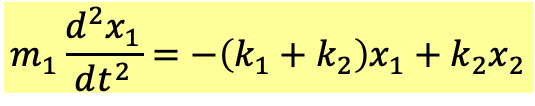 m₁ d²x₁/dt² = −(k₁ + k₂)x₁ + k₂x₂